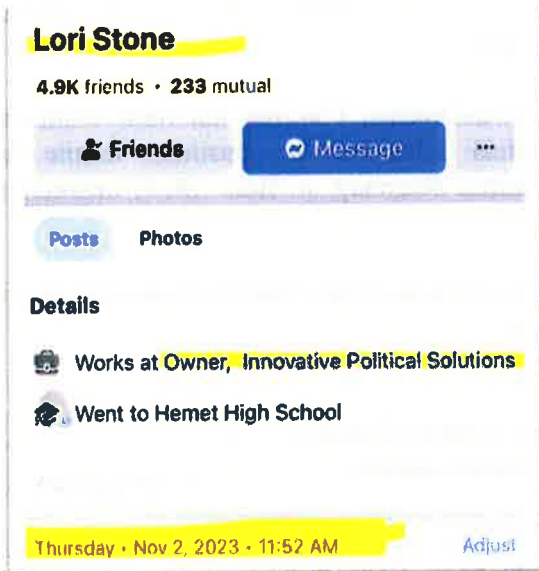 Lori Stone
4.9K friends · 233 mutual
Friends
Message
Posts
Photos
Details
Works at Owner, Innovative Political Solutions
Went to Hemet High School
Thursday · Nov 2, 2023 · 11:52 AM
Adjust